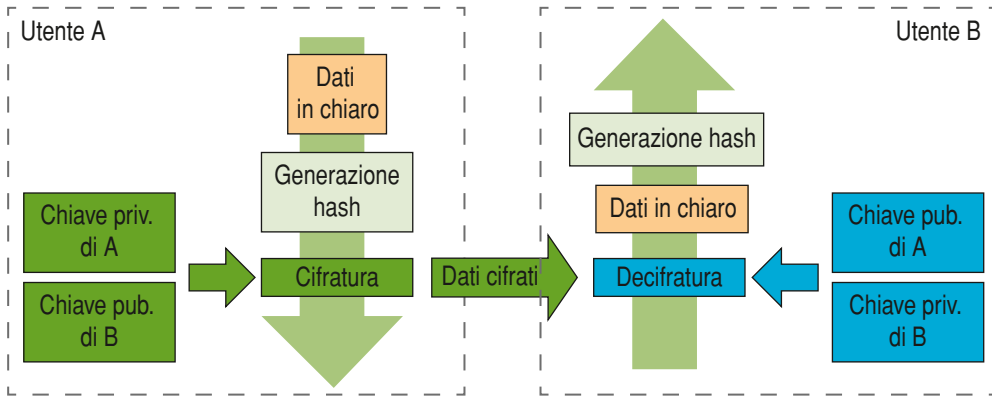 Utente A
Dati
in chiaro
Generazione
hash
Chiave priv.
di A
Chiave pub.
di B
Cifratura
Dati cifrati
Utente B
Generazione hash
Dati in chiaro
Decifratura
Chiave pub.
di A
Chiave priv.
di B